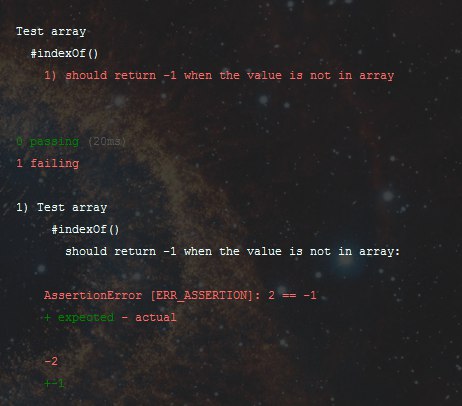 Test array
#indexOf()
1) should return -1 when the value is not in array
0 passing (20ms)
1 failing
1) Test array
#indexOf()
should return -1 when the value is not in array:
AssertionError [ERR_ASSERTION]: 2 == -1
+ expected - actual
-2
+-1